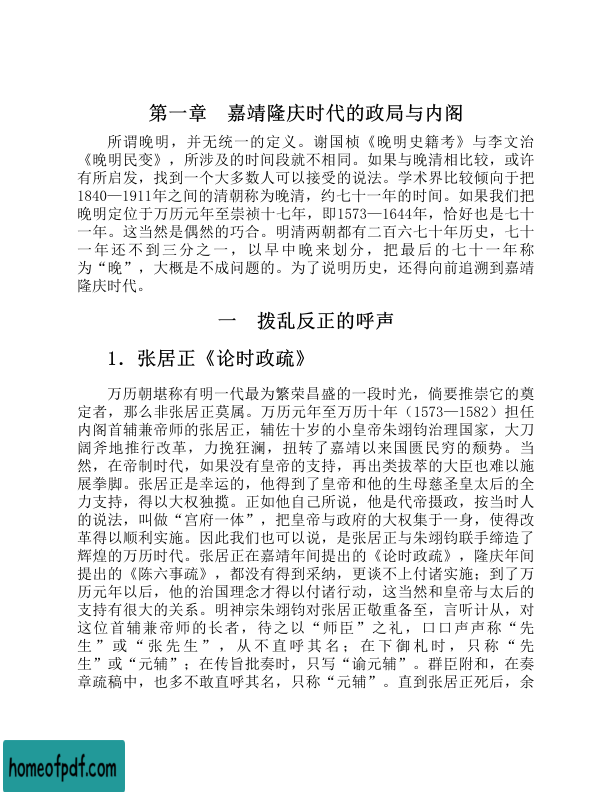 第一章 嘉靖隆庆时代的政局与内阁
所谓晚明，并无统一的定义。谢国桢《晚明史籍考》与李文治
《晚明民变》，所涉及的时间段就不相同。如果与晚清相比较，或许
有所启发，找到一个大多数人可以接受的说法。学术界比较倾向于把
1840—1911年之间的清朝称为晚清，约七十一年的时间。如果我们把
晚明定位于万历元年至崇祯十七年，即1573—1644年，恰好也是七十
一年。这当然是偶然的巧合。明清两朝都有二百六七十年历史，七十
一年还不到三分之一，以早中晚来划分，把最后的七十一年称
为“晚”，大概是不成问题的。为了说明历史，还得向前追溯到嘉靖
隆庆时代。
一 拨乱反正的呼声
1．张居正《论时政疏》
万历朝堪称有明一代最为繁荣昌盛的一段时光，倘要推崇它的奠
定者，那么非张居正莫属。万历元年至万历十年（1573—1582）担任
内阁首辅兼帝师的张居正，辅佐十岁的小皇帝朱翊钧治理国家，大刀
阔斧地推行改革，力挽狂澜，扭转了嘉靖以来国匮民穷的颓势。当
然，在帝制时代，如果没有皇帝的支持，再出类拔萃的大臣也难以施
展拳脚。张居正是幸运的，他得到了皇帝和他的生母慈圣皇太后的全
力支持，得以大权独揽。正如他自己所说，他是代帝摄政，按当时人
的说法，叫做“宫府一体”，把皇帝与政府的大权集于一身，使得改
革得以顺利实施。因此我们也可以说，是张居正与朱翊钧联手缔造了
辉煌的万历时代。张居正在嘉靖年间提出的《论时政疏》，隆庆年间
提出的《陈六事疏》，都没有得到采纳，更谈不上付诸实施；到了万
历元年以后，他的治国理念才得以付诸行动，这当然和皇帝与太后的
支持有很大的关系。明神宗朱翊钧对张居正敬重备至，言听计从，对
这位首辅兼帝师的长者，待之以“师臣”之礼，口口声声称“先
生”或“张先生”，从不直呼其名；在下御札时，只称“先
生”或“元辅”；在传旨批奏时，只写“谕元辅”。群臣附和，在奏
章疏稿中，也多不敢直呼其名，只称“元辅”。直到张居正死后，余
homeofpdf.com